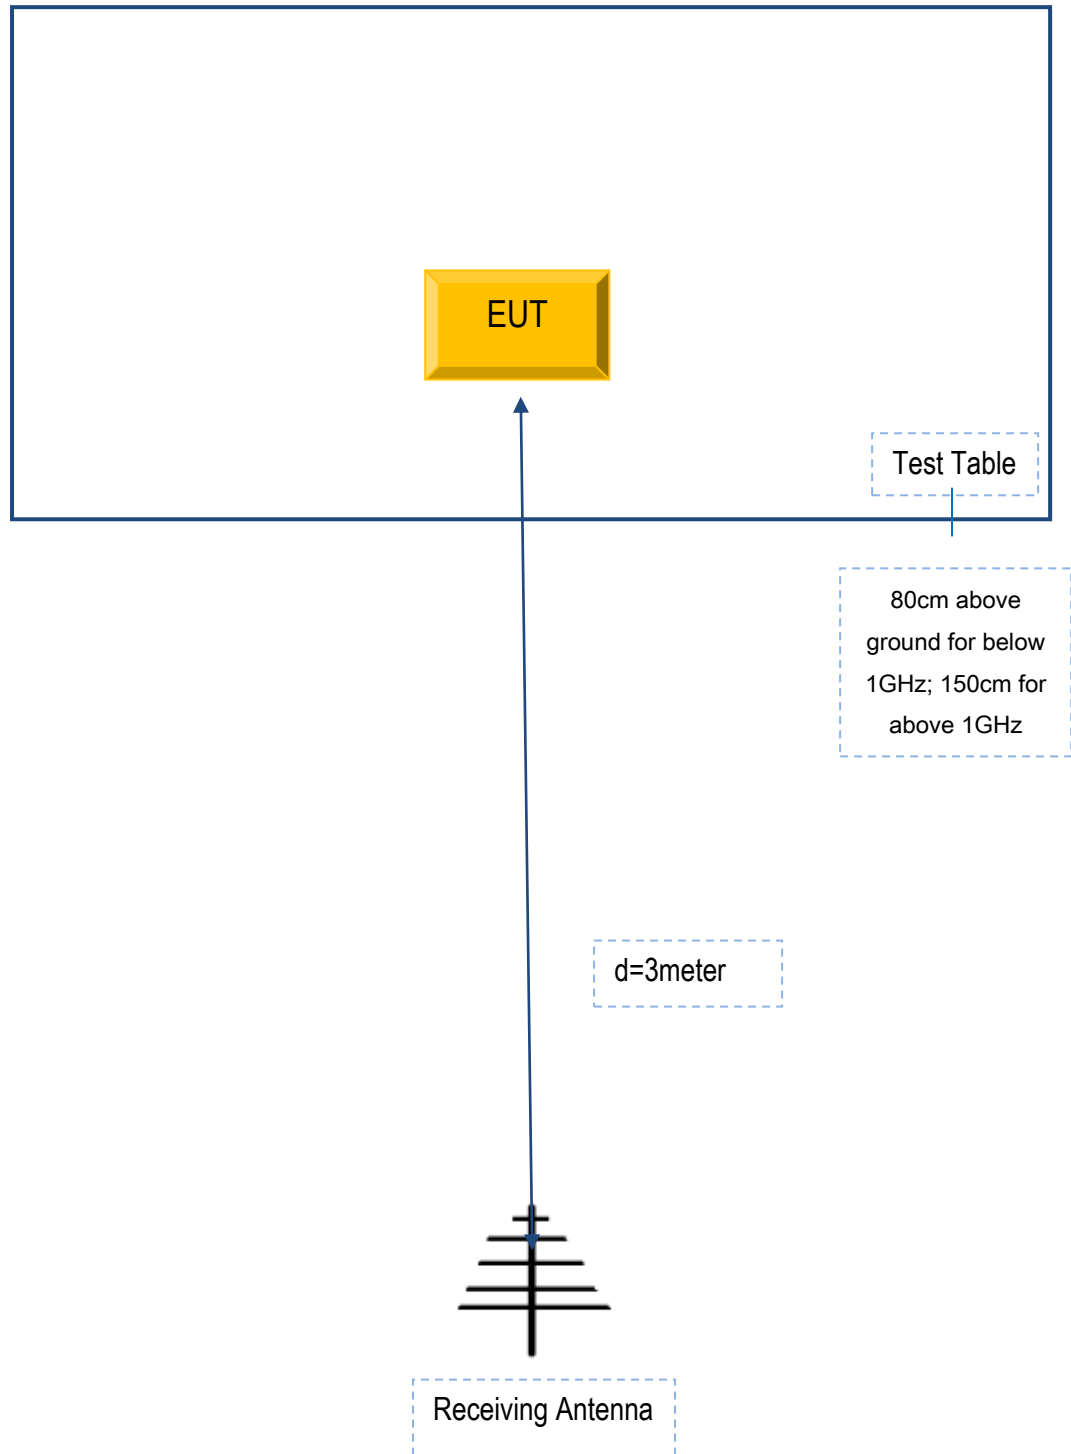 EUT
Test Table
80cm above
ground for below
1GHz; 150cm for
above 1GHz
d=3meter
Receiving Antenna